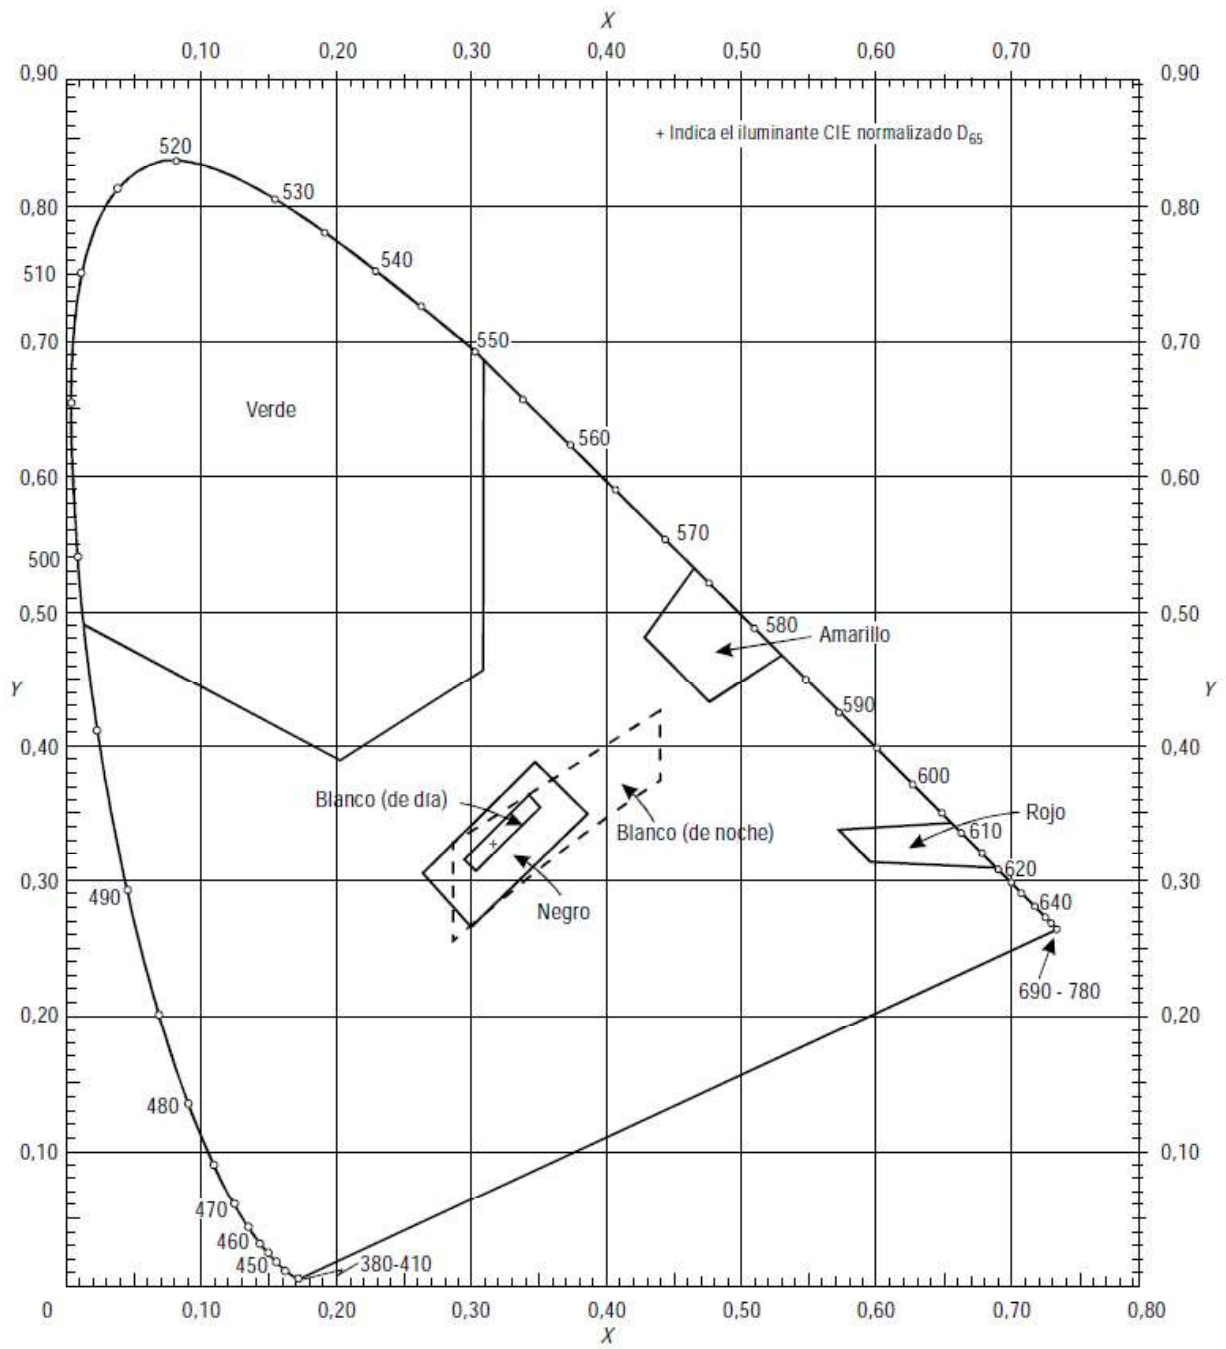 X
0,10 0,20 0,30 0,40 0,50 0,60 0,70
0,90 0,90
+ Indica el iluminante CIE normalizado D65
520
530
0,80 0,80
540
510
550
0,70 0,70
Verde
560
0,60 0,60
570
500
0,50 0,50
580
Amarillo
Y Y
590
0,40 0,40
600
Blanco (de día)
Rojo
610
Blanco (de noche)
620
0,30 0,30
490
640
Negro
690 - 780
0,20 0,20
480
0,10 0,10
470
460
450
380-410
0 0,10 0,20 0,30 0,40 0,50 0,60 0,70 0,80
X